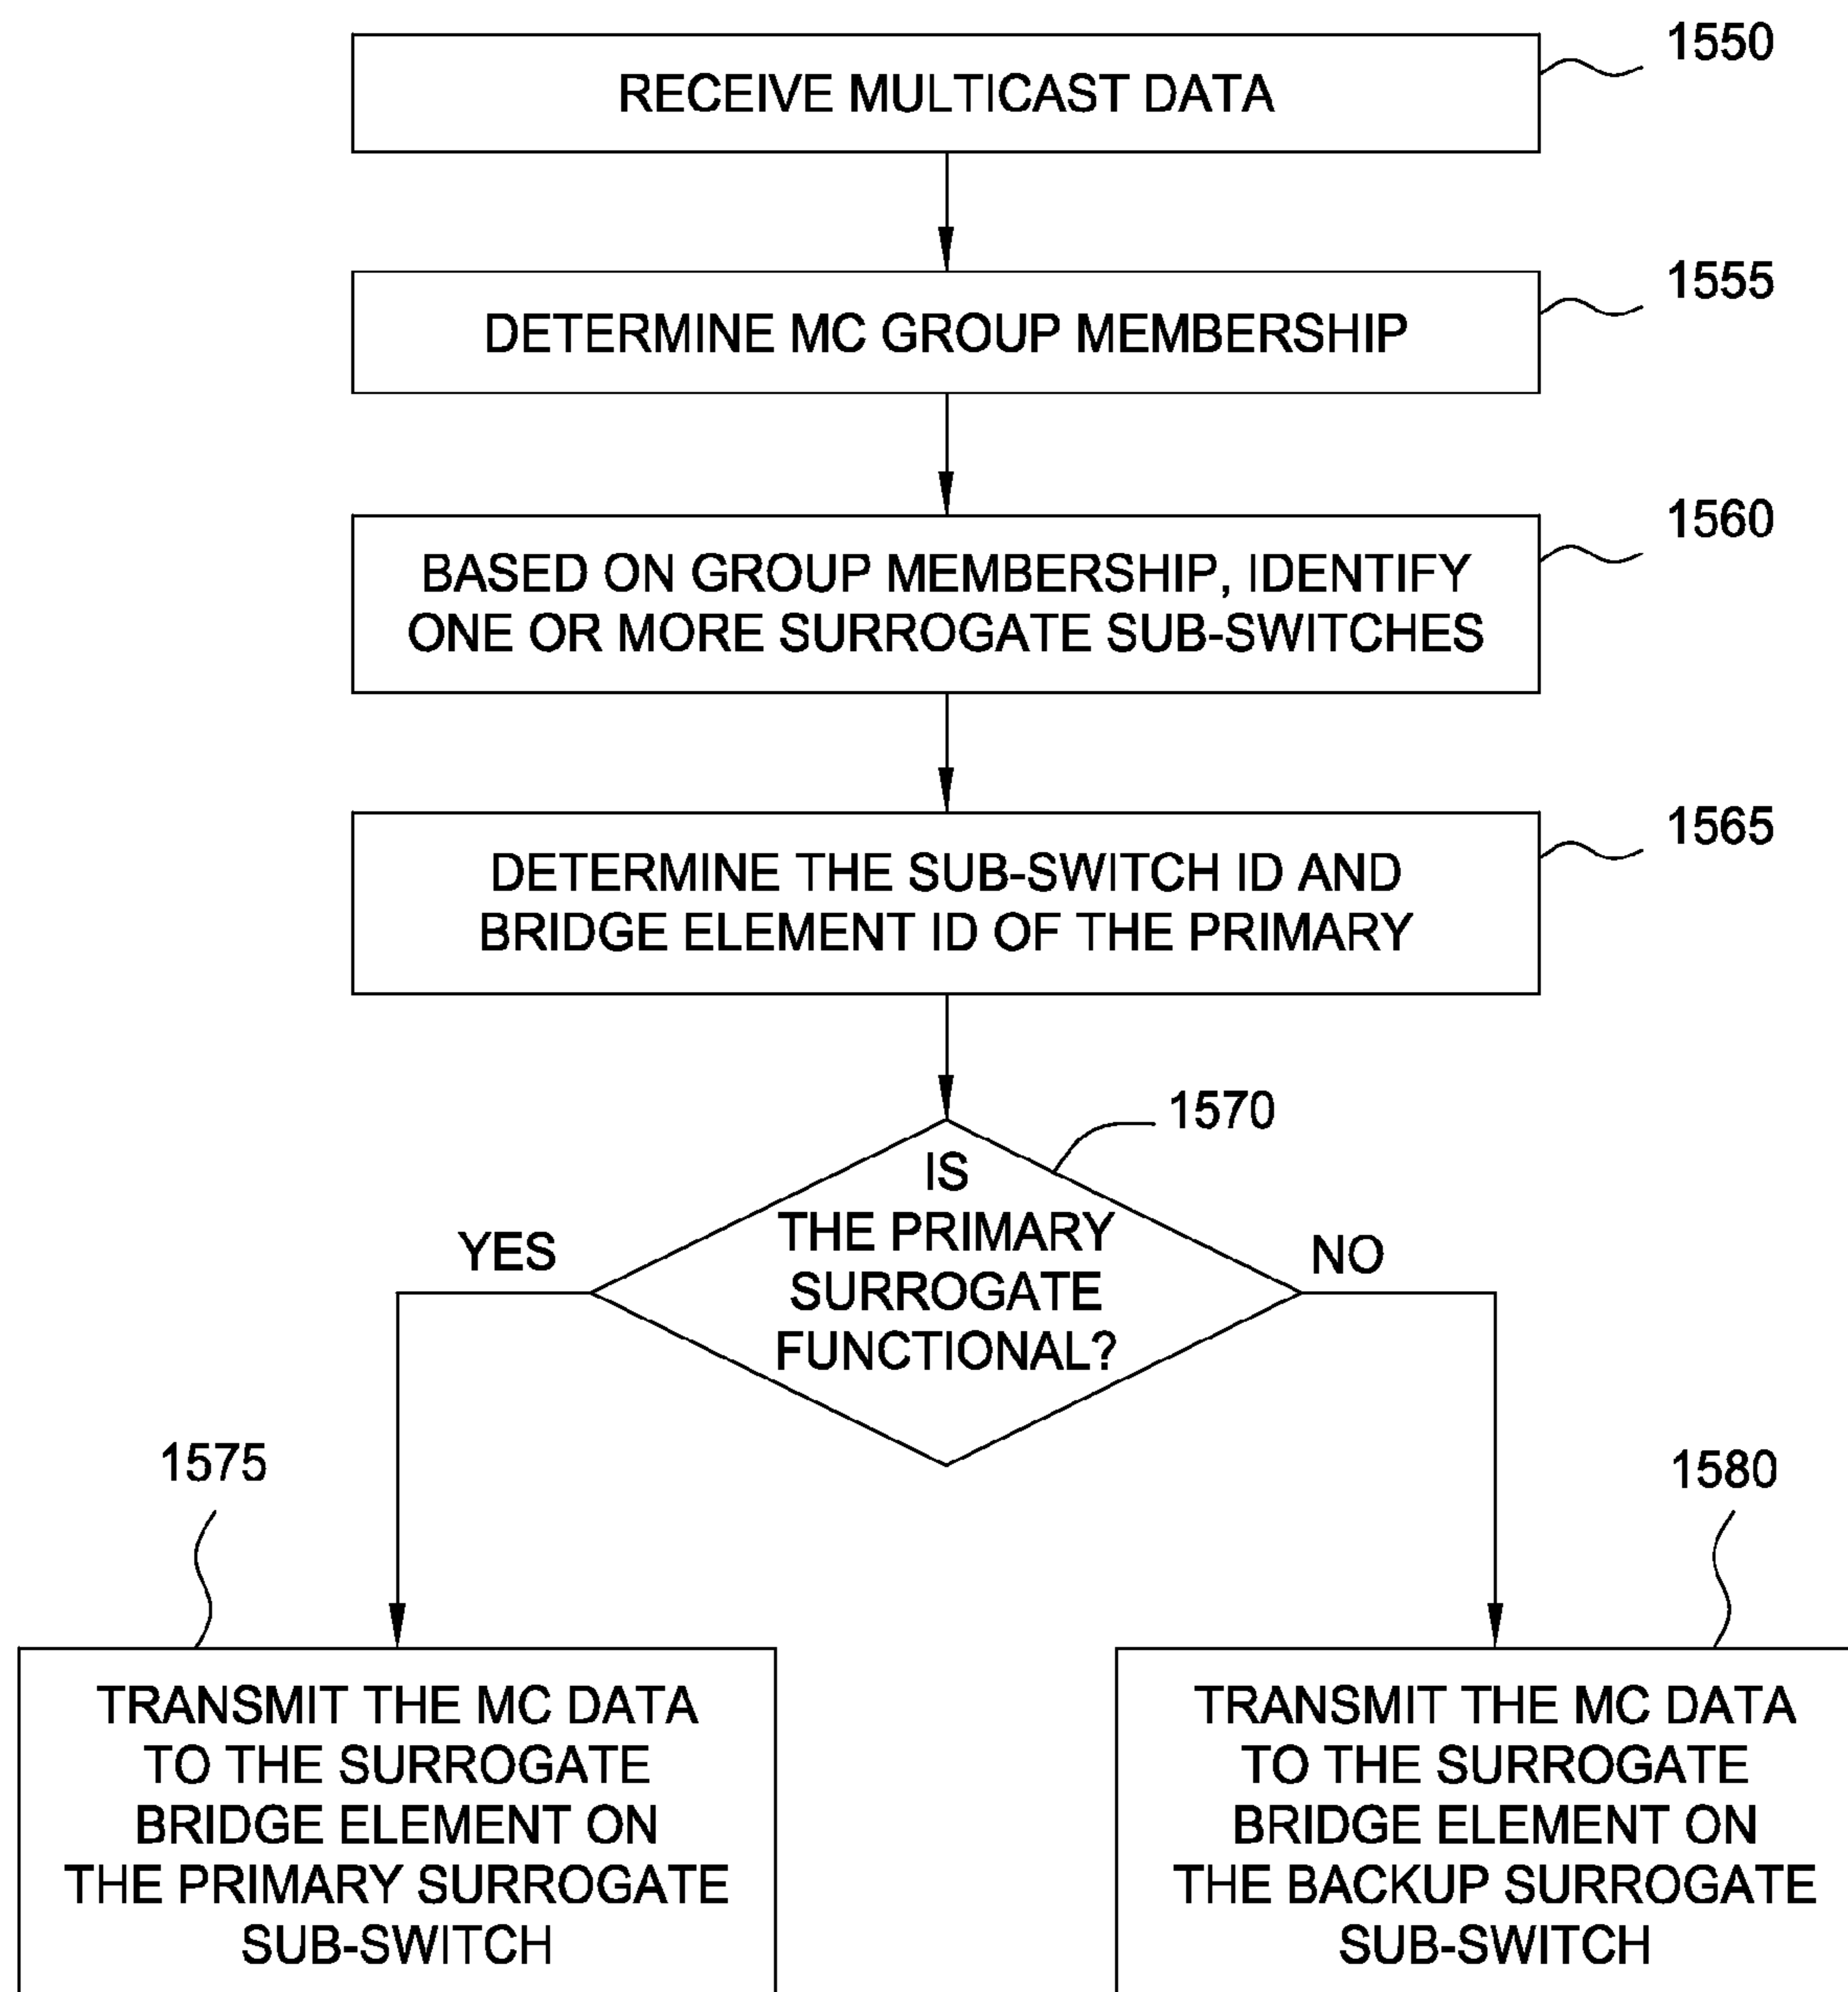 1550
RECEIVE MULTICAST DATA
1555
DETERMINE MC GROUP MEMBERSHIP
1560
BASED ON GROUP MEMBERSHIP, IDENTIFY
ONE OR MORE SURROGATE SUB-SWITCHES
1565
DETERMINE THE SUB-SWITCH ID AND
BRIDGE ELEMENT ID OF THE PRIMARY
1570
IS
THE PRIMARY
SURROGATE
FUNCTIONAL?
YES
NO
1575
TRANSMIT THE MC DATA
TO THE SURROGATE
BRIDGE ELEMENT ON
THE PRIMARY SURROGATE
SUB-SWITCH
1580
TRANSMIT THE MC DATA
TO THE SURROGATE
BRIDGE ELEMENT ON
THE BACKUP SURROGATE
SUB-SWITCH